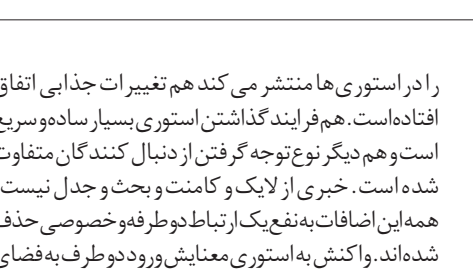 را در استوری‌ها منتشر می‌کند هم تغییرات جذابی اتفاق
افتاده‌است. هم فرایند گذاشتن استوری بسیار ساده و سریع
است و هم دیگر نوع توجه گرفتن از دنبال کنندگان متفاوت
شده است. خبری از لایک و کامنت و بحث و جدل نیست.
همه این اضافات به نفع یک ارتباط دوطرفه و خصوصی حذف
شده‌اند. واکنش به استوری معنایش ورود دو طرف به فضای